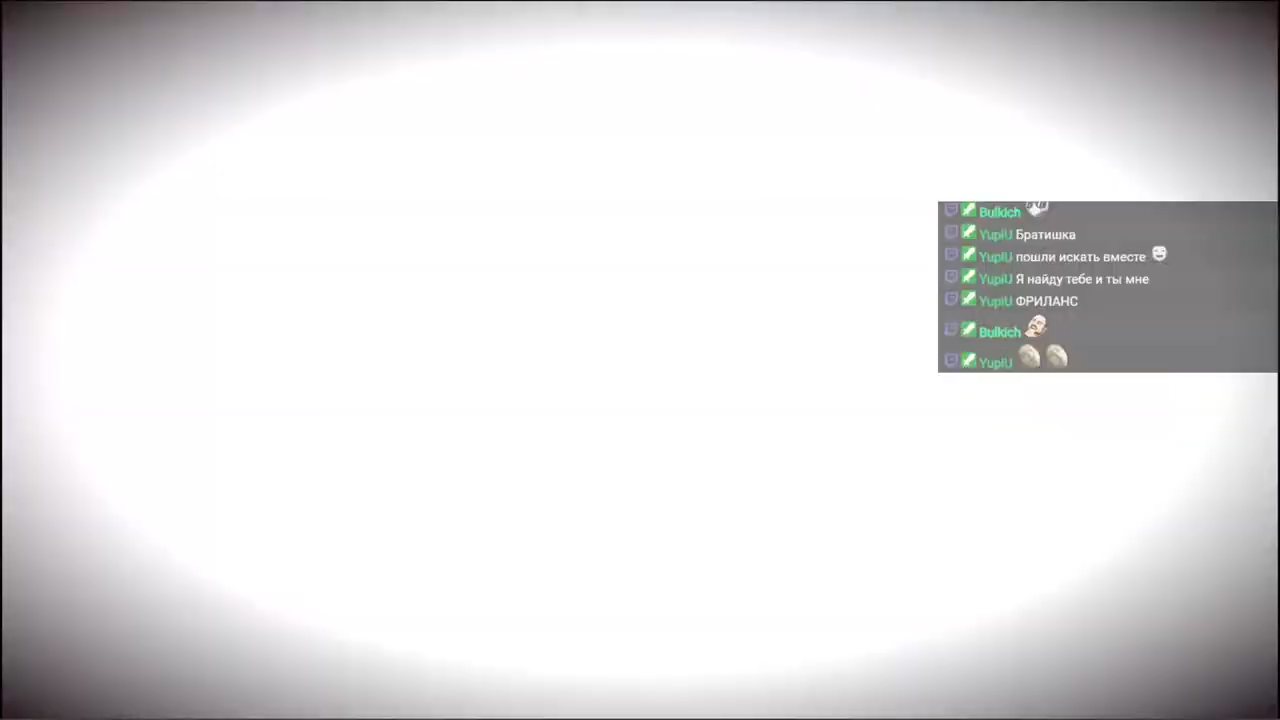 Bulkich
YupiU Братишка
YupiU пошли искать вместе
YupiU Я найду тебе и ты мне
YupiU ФРИЛАНС
Bulkich
YupiU